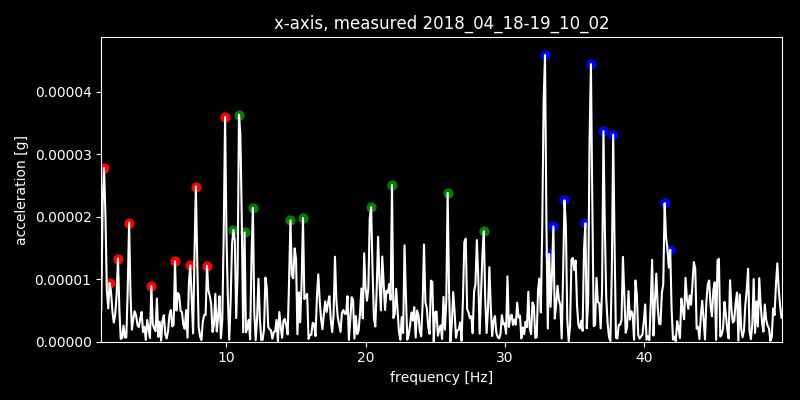 x-axis, measured 2018_04_18-19_10_02
0.00004
0.00003
0.00002
0.00001
0.00000
acceleration [g]
10 20 30 40
frequency [Hz]